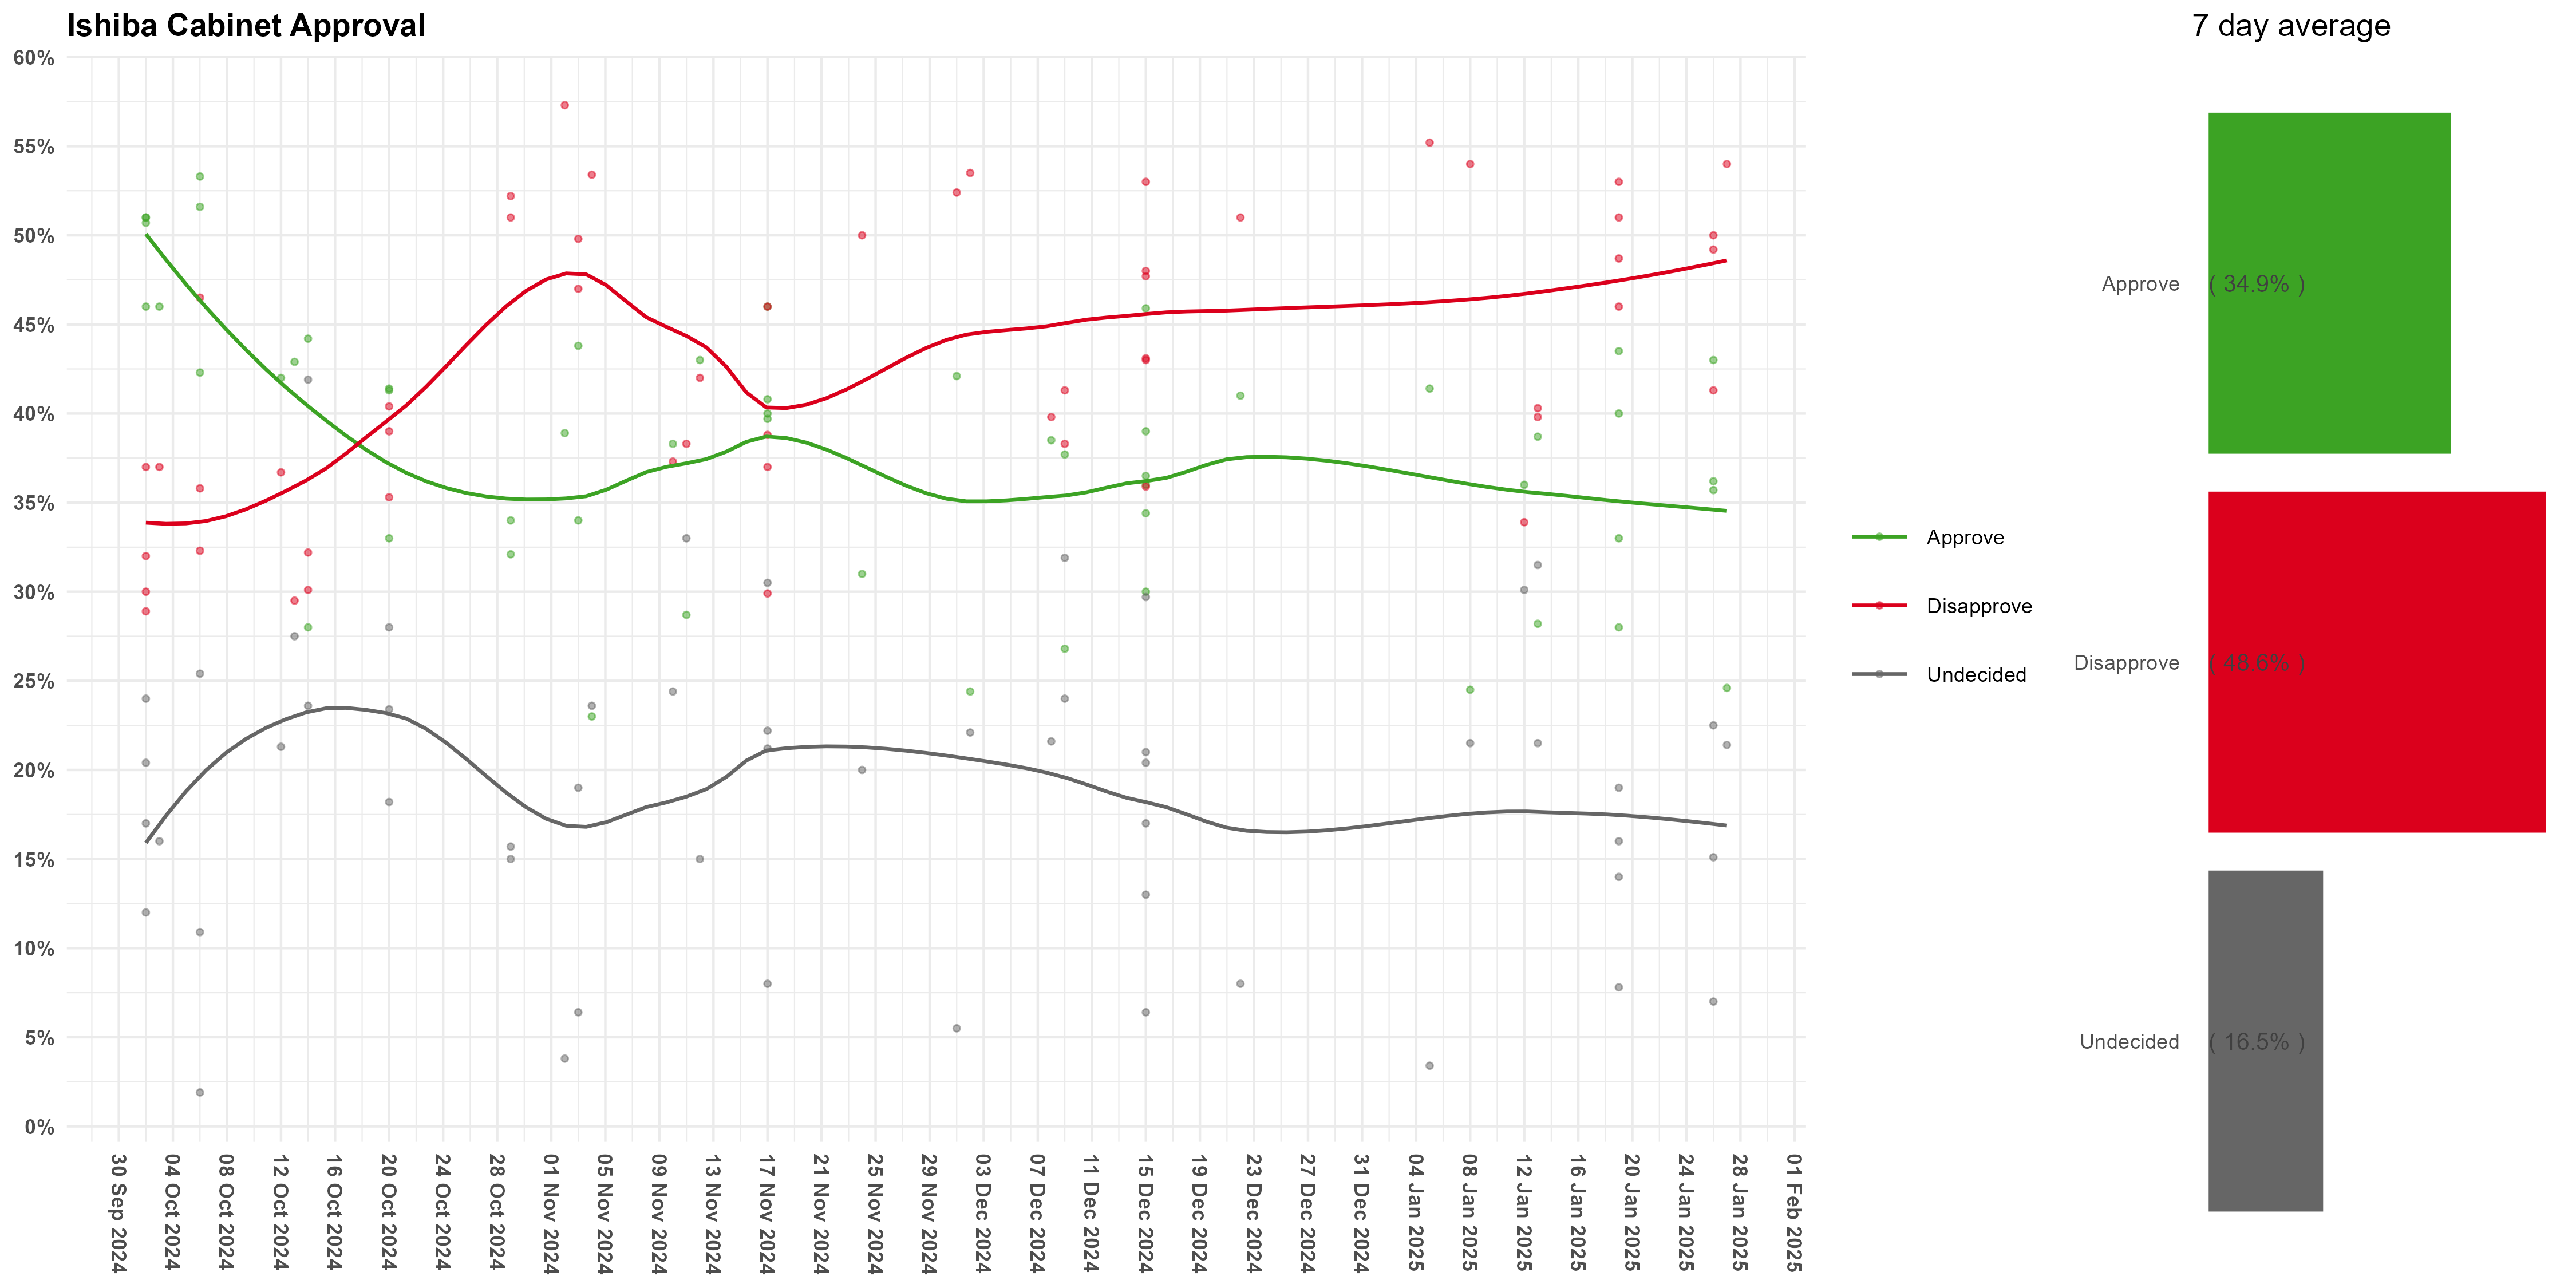 Ishiba Cabinet Approval
60%
55%
50%
45%
40%
35%
30%
25%
20%
15%
10%
5%
0%
30 Sep 2024
04 Oct 2024
08 Oct 2024
12 Oct 2024
16 Oct 2024
20 Oct 2024
24 Oct 2024
28 Oct 2024
01 Nov 2024
05 Nov 2024
09 Nov 2024
13 Nov 2024
17 Nov 2024
21 Nov 2024
25 Nov 2024
29 Nov 2024
03 Dec 2024
07 Dec 2024
11 Dec 2024
15 Dec 2024
19 Dec 2024
23 Dec 2024
27 Dec 2024
31 Dec 2024
04 Jan 2025
08 Jan 2025
12 Jan 2025
16 Jan 2025
20 Jan 2025
24 Jan 2025
28 Jan 2025
01 Feb 2025
Approve
Disapprove
Undecided
7 day average
Approve ( 34.9% )
Disapprove ( 48.6% )
Undecided ( 16.5% )